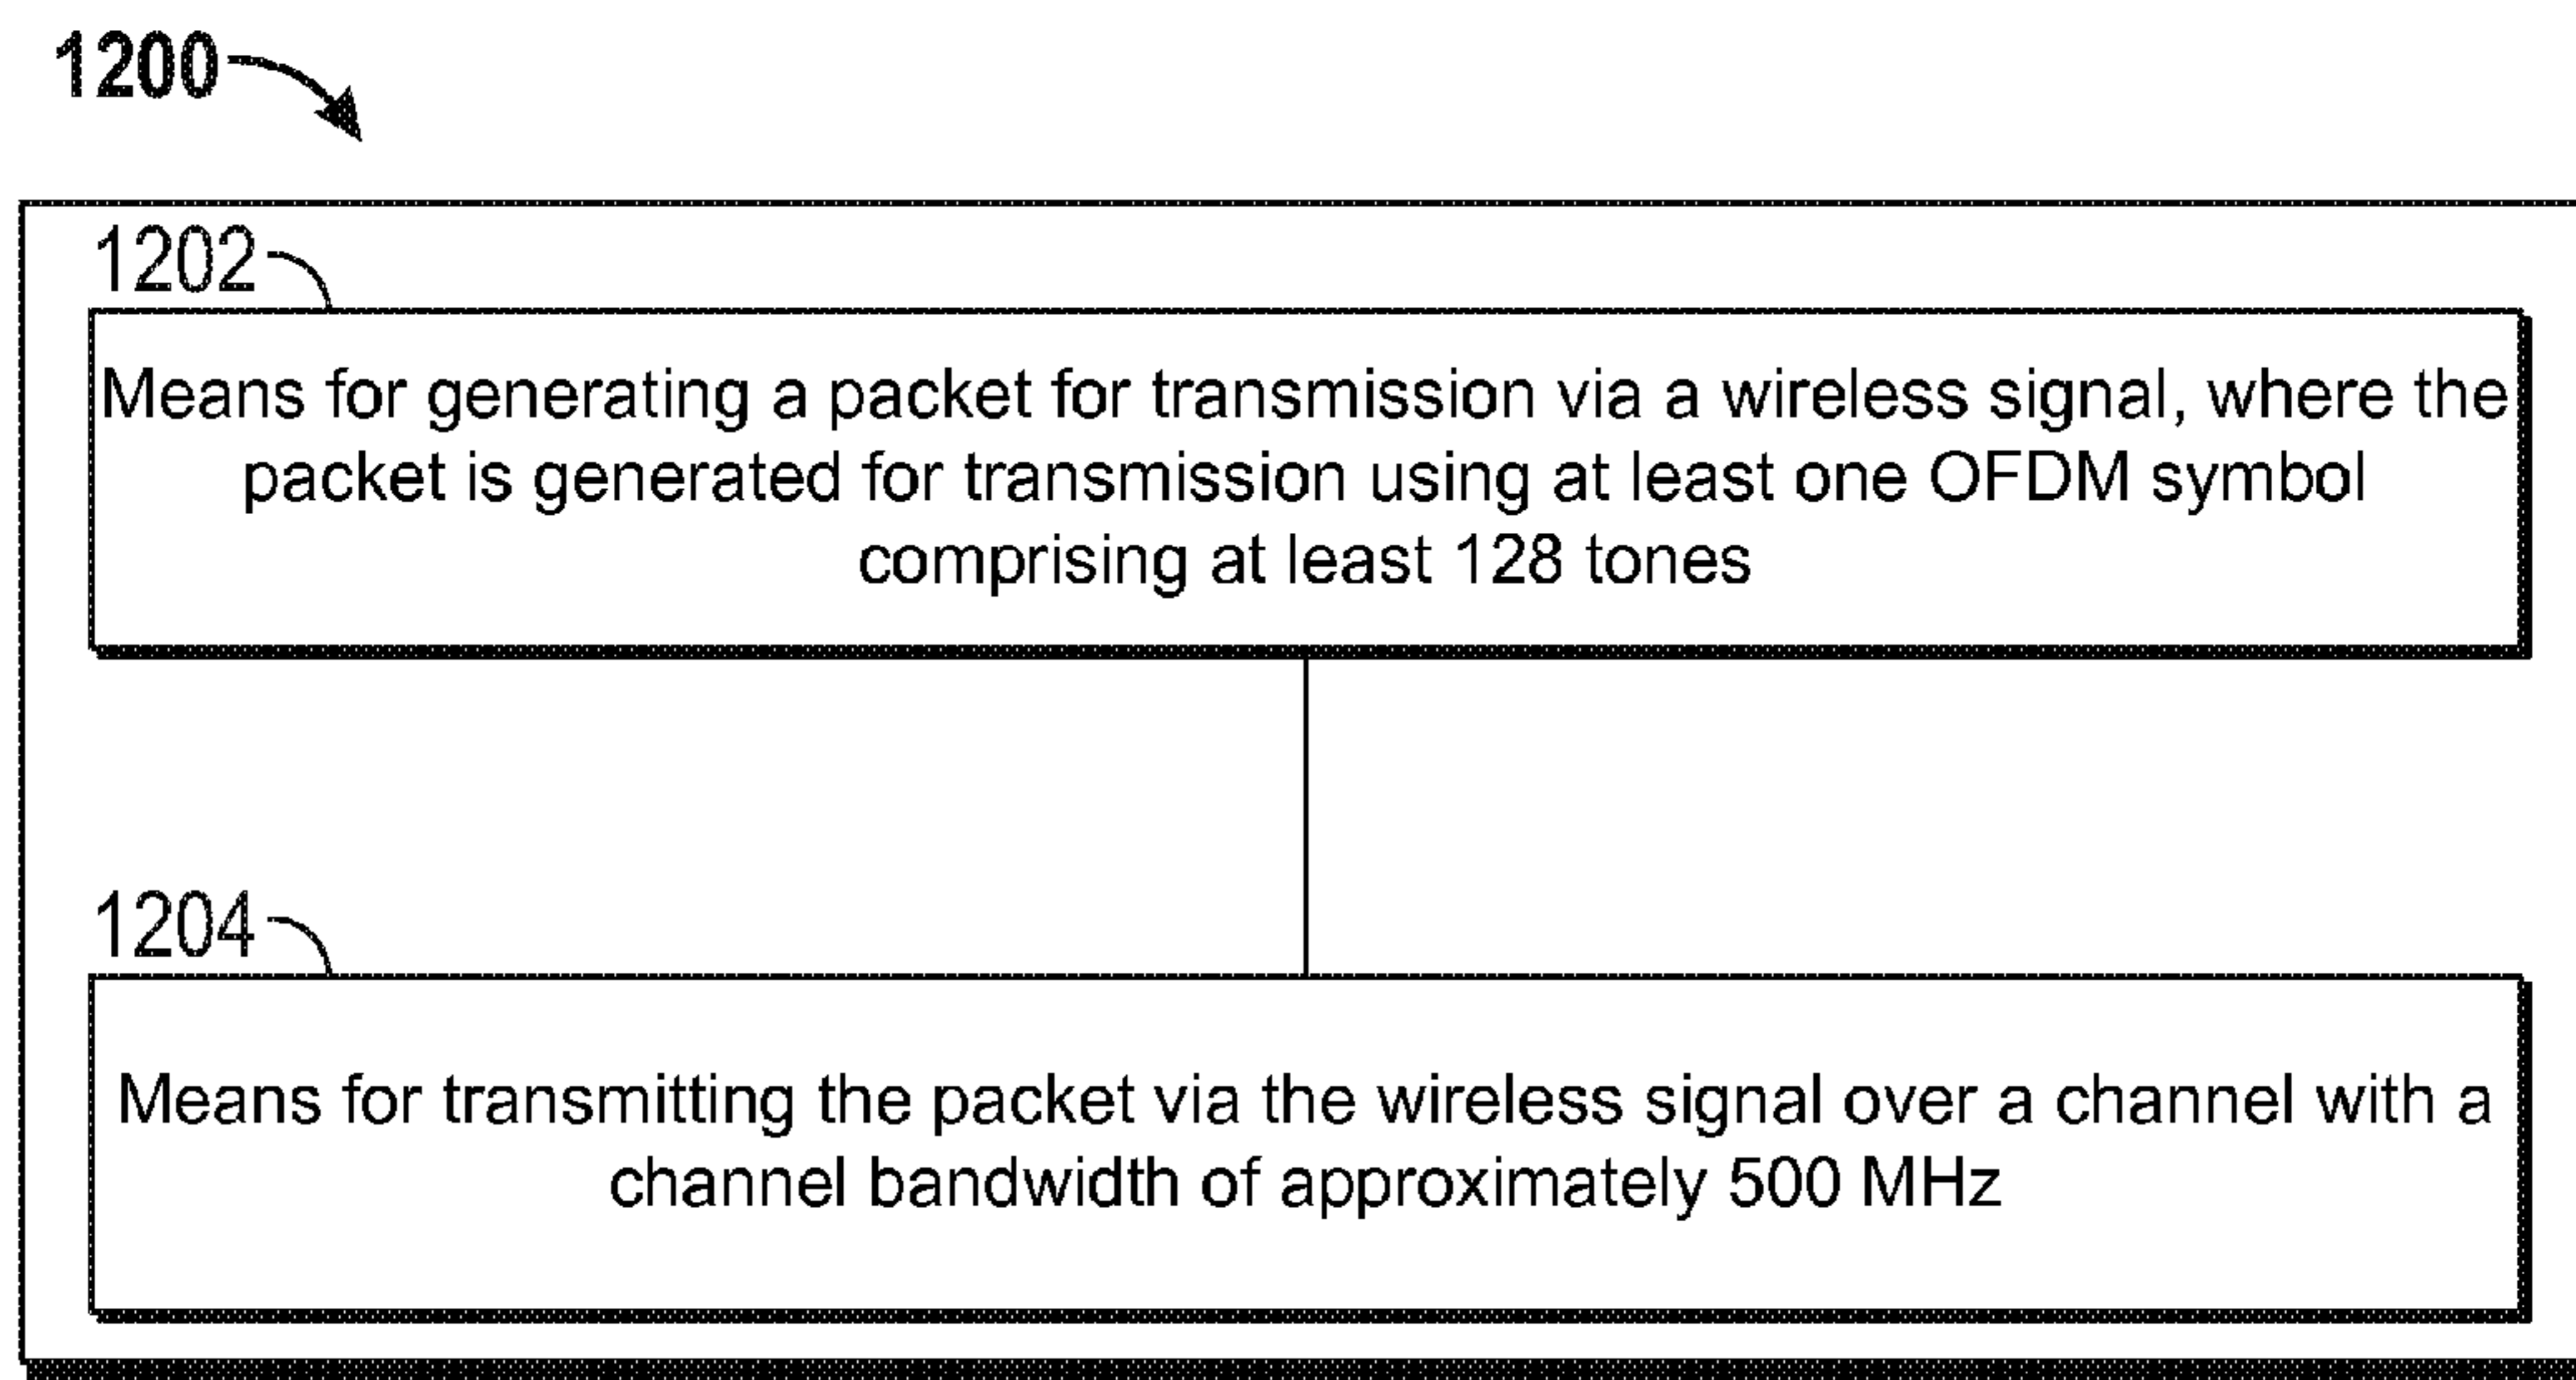 1200
1202
Means for generating a packet for transmission via a wireless signal, where the
packet is generated for transmission using at least one OFDM symbol
comprising at least 128 tones
1204
Means for transmitting the packet via the wireless signal over a channel with a
channel bandwidth of approximately 500 MHz